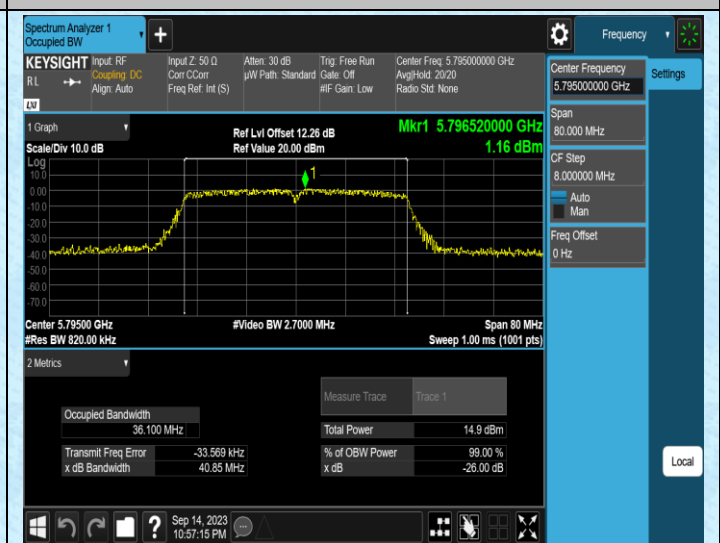 Spectrum Analyzer 1
Occupied BW
+
Frequency
KEYSIGHT
RL
LXI
Input: RF
Coupling: DC
Align: Auto
Input Z: 50 Ω
Corr CCorr
Freq Ref: Int (S)
Atten: 30 dB
µW Path: Standard
Trig: Free Run
Gate: Off
#IF Gain: Low
Center Freq: 5.795000000 GHz
Avg|Hold: 20/20
Radio Std: None
Center Frequency
5.795000000 GHz
Settings
Span
80.000 MHz
CF Step
8.000000 MHz
Auto
Man
Freq Offset
0 Hz
1 Graph
Scale/Div 10.0 dB
Ref Lvl Offset 12.26 dB
Ref Value 20.00 dBm
Mkr1 5.796520000 GHz
1.16 dBm
Log
10.0
0.00
-10.0
-20.0
-30.0
-40.0
-50.0
-60.0
-70.0
1
Center 5.79500 GHz
#Res BW 820.00 kHz
#Video BW 2.7000 MHz
Span 80 MHz
Sweep 1.00 ms (1001 pts)
2 Metrics
Measure Trace Trace 1
Occupied Bandwidth
36.100 MHz
Total Power 14.9 dBm
Transmit Freq Error -33.569 kHz
x dB Bandwidth 40.85 MHz
% of OBW Power 99.00 %
x dB -26.00 dB
Local
?
Sep 14, 2023
10:57:15 PM